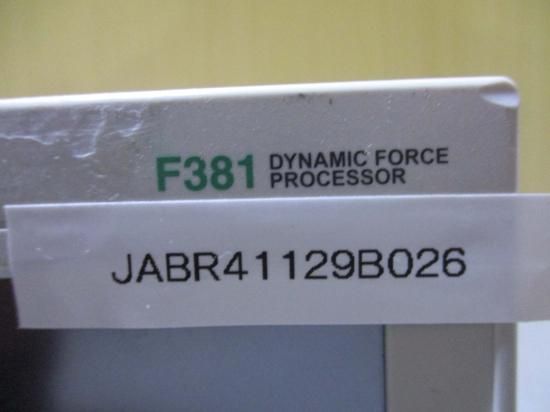 F381 DYNAMIC FORCE
PROCESSOR
JABR41129B026